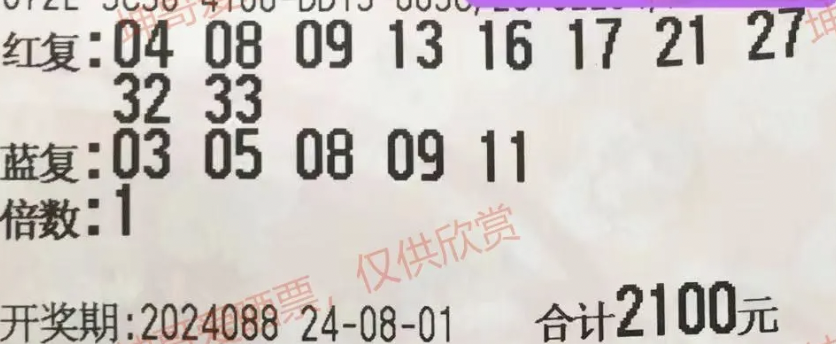 红复:04 08 09 13 16 17 21 27
32 33
蓝复:03 05 08 09 11
倍数:1
仅供欣赏
开奖期:2024088 24-08-01 合计2100元